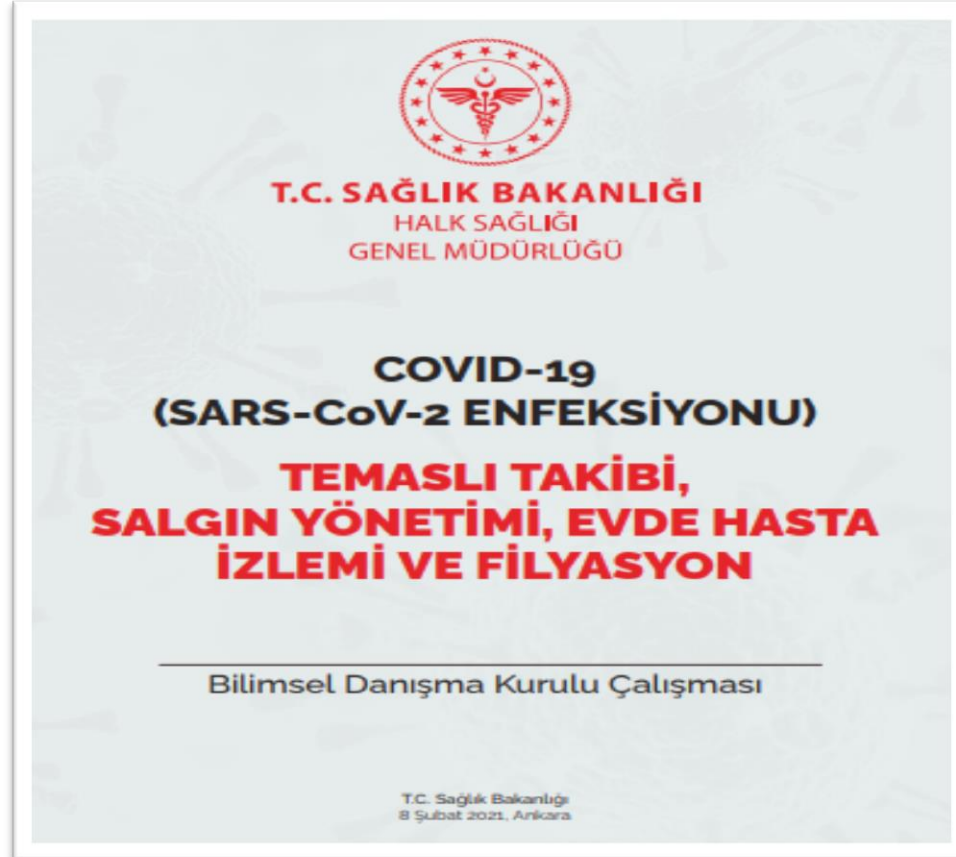 T.C. SAĞLIK BAKANLIĞI
HALK SAĞLIĞI
GENEL MÜDÜRLÜĞÜ
COVID-19
(SARS-CoV-2 ENFEKSİYONU)
TEMASLI TAKİBİ,
SALGIN YÖNETİMİ, EVDE HASTA
İZLEMİ VE FİLYASYON
Bilimsel Danışma Kurulu Çalışması
T.C. Sağlık Bakanlığı
8 Şubat 2021, Ankara